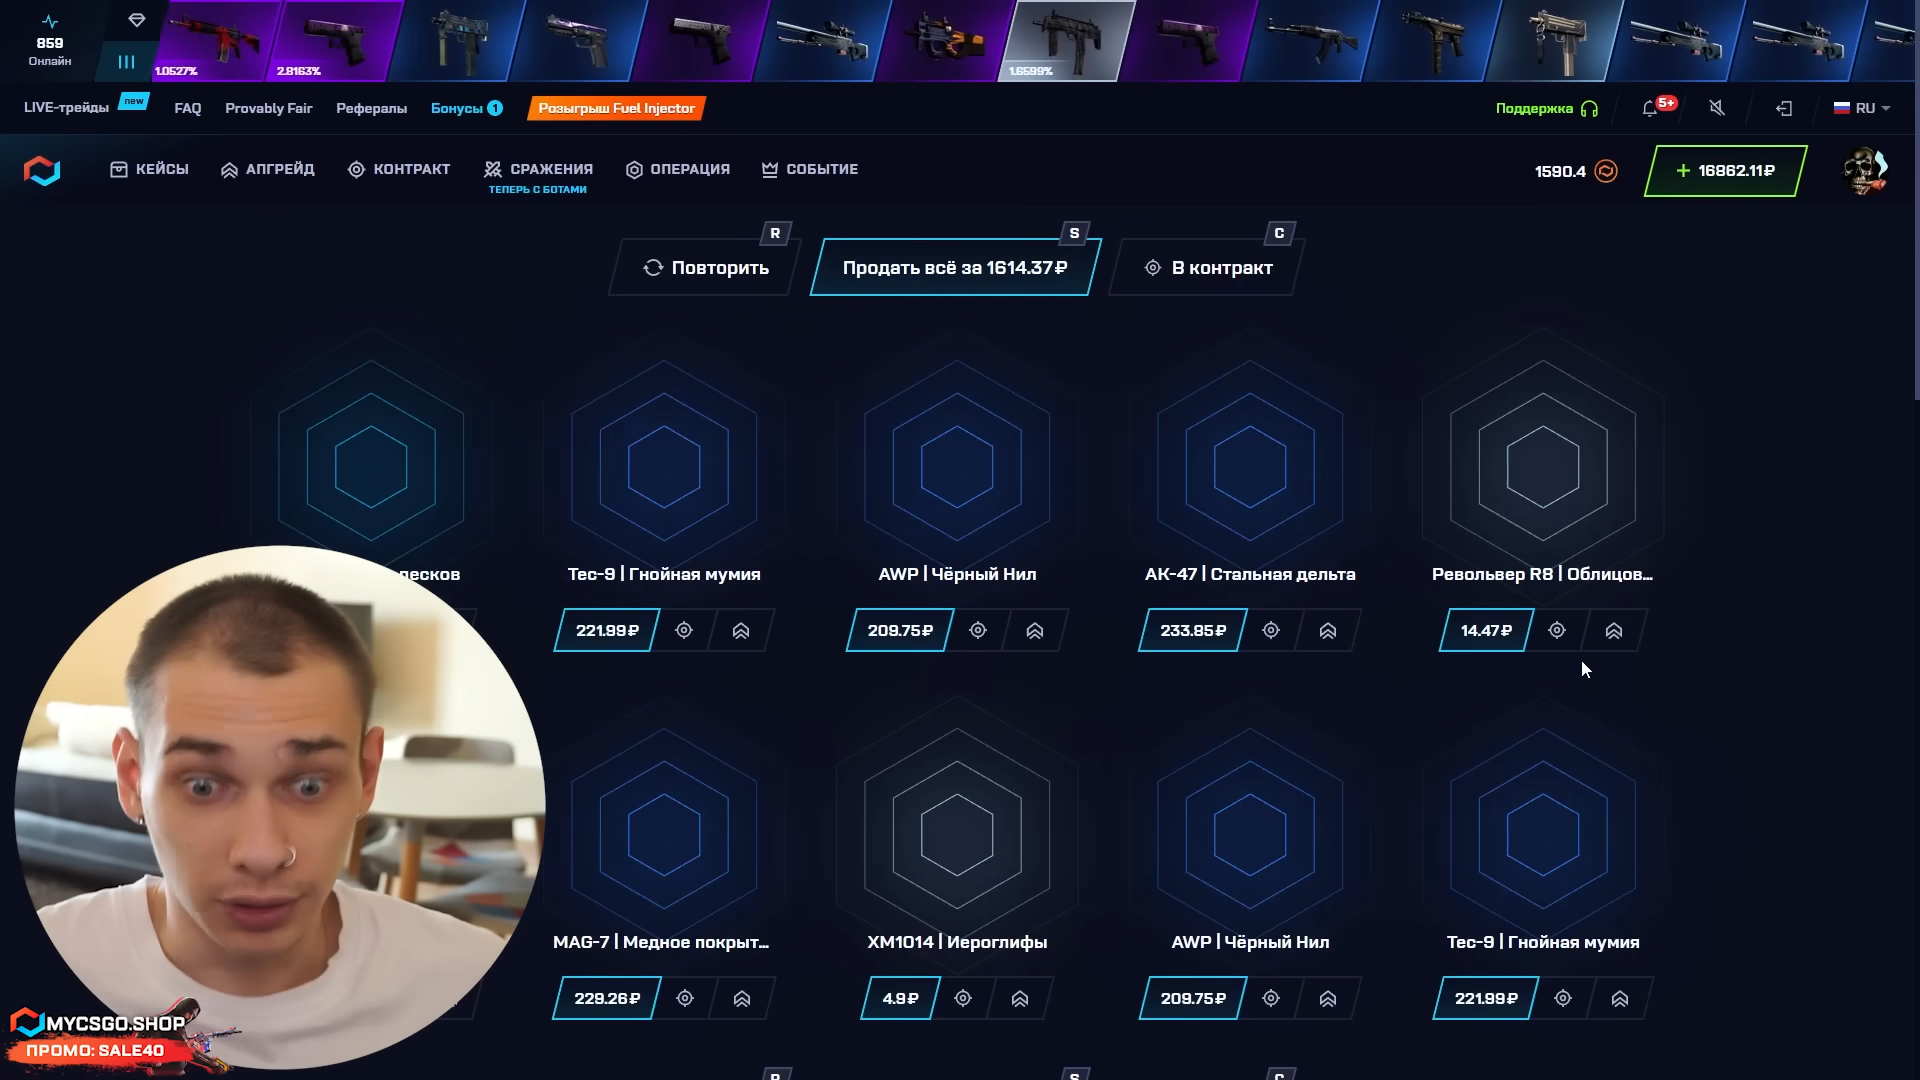 859
Онлайн
1.0527%
2.8163%
1.6599%
LIVE-трейды
new
FAQ
Provably Fair
Рефералы
Бонусы 1
Розыгрыш Fuel Injector
Поддержка
5+
RU
КЕЙСЫ
АПГРЕЙД
КОНТРАКТ
СРАЖЕНИЯ
ТЕПЕРЬ С БОТАМИ
ОПЕРАЦИЯ
СОБЫТИЕ
1590.4
+ 16862.11₽
R
Повторить
S
Продать всё за 1614.37₽
C
В контракт
песков
Tec-9 | Гнойная мумия
AWP | Чёрный Нил
AK-47 | Стальная дельта
Револьвер R8 | Облицов...
221.99₽
209.75₽
233.85₽
14.47₽
MAG-7 | Медное покрыт...
XM1014 | Иероглифы
AWP | Чёрный Нил
Tec-9 | Гнойная мумия
229.26₽
4.9₽
209.75₽
221.99₽
MYCSGO.SHOP
ПРОМО: SALE40
R
S
C